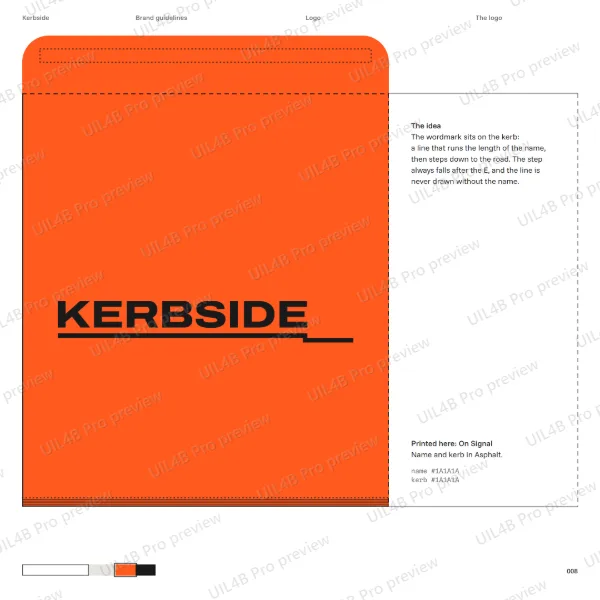 Kerbside
Brand guidelines
Logo
The logo
The idea
The wordmark sits on the kerb:
a line that runs the length of the name,
then steps down to the road. The step
always falls after the E, and the line is
never drawn without the name.
KERBSIDE
Printed here: On Signal
Name and kerb in Asphalt.
name #1A1A1A
kerb #1A1A1A
008
UIL4B Pro preview